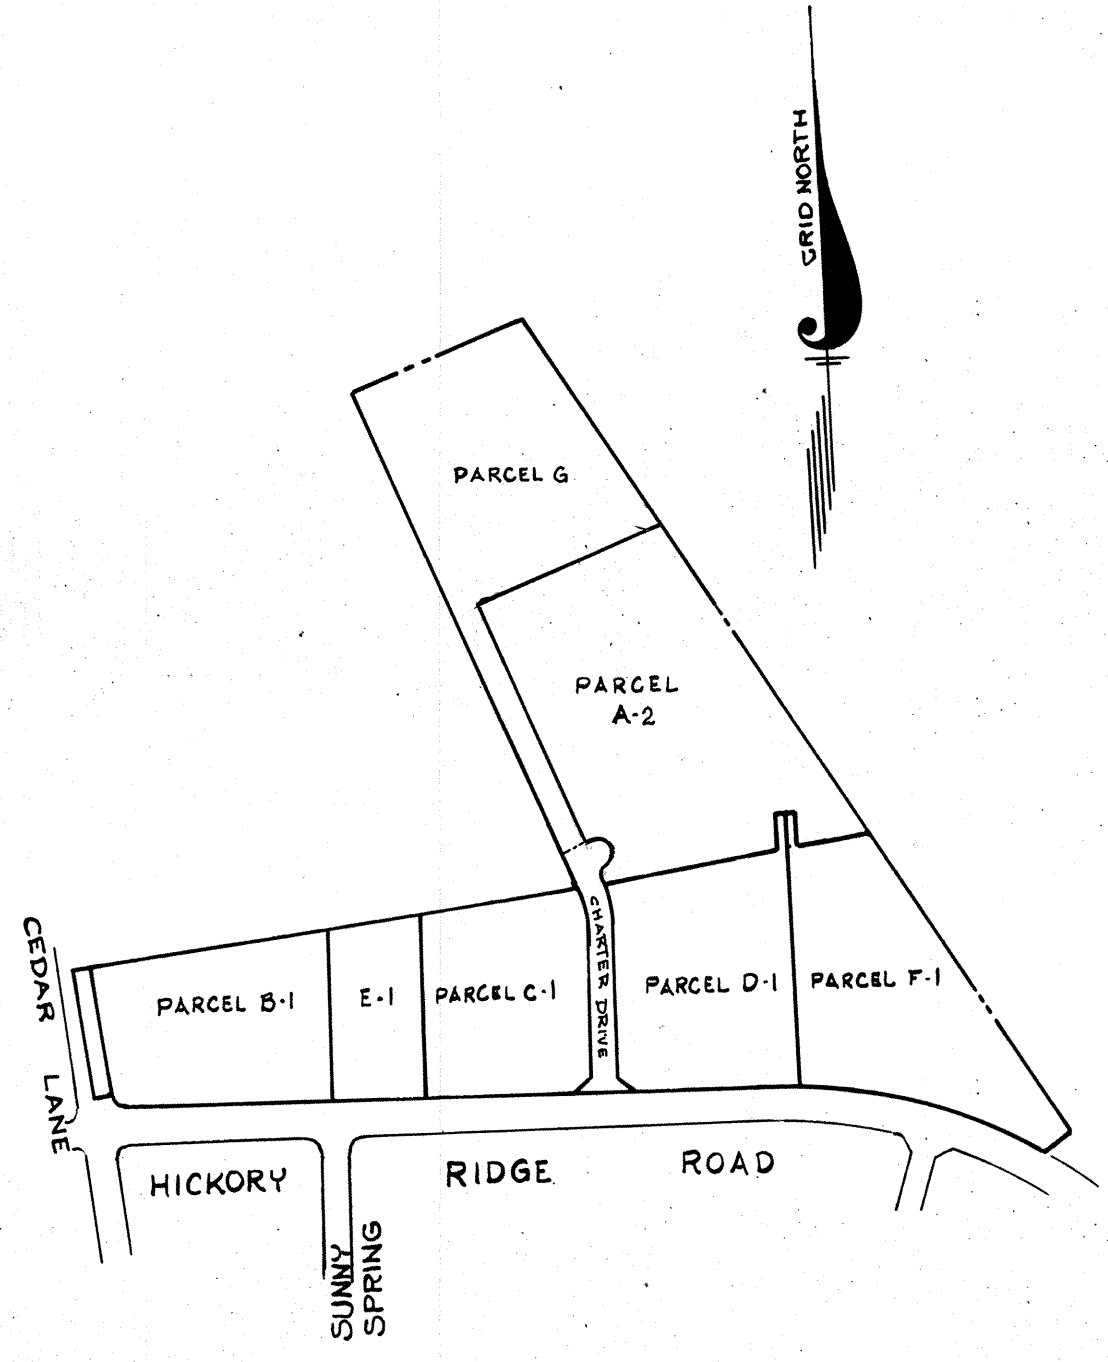 GRID NORTH
PARCEL G
PARCEL
A-2
CHARTER DRIVE
PARCEL B-1
E-1
PARCEL C-1
PARCEL D-1
PARCEL F-1
CEDAR LANE
HICKORY RIDGE ROAD
SUNNY
SPRING